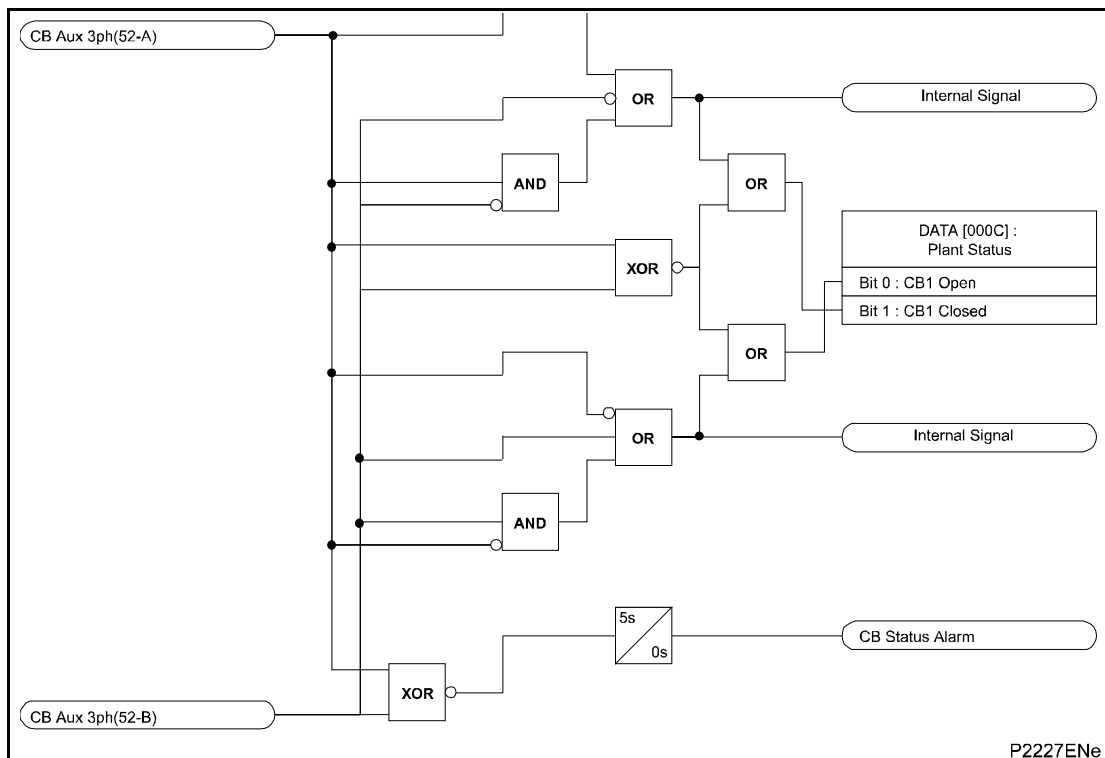 CB Aux 3ph(52-A)
OR
Internal Signal
AND
OR
XOR
DATA [000C] :
Plant Status
Bit 0 : CB1 Open
Bit 1 : CB1 Closed
OR
OR
Internal Signal
AND
5s
0s
CB Status Alarm
XOR
CB Aux 3ph(52-B)
P2227ENe